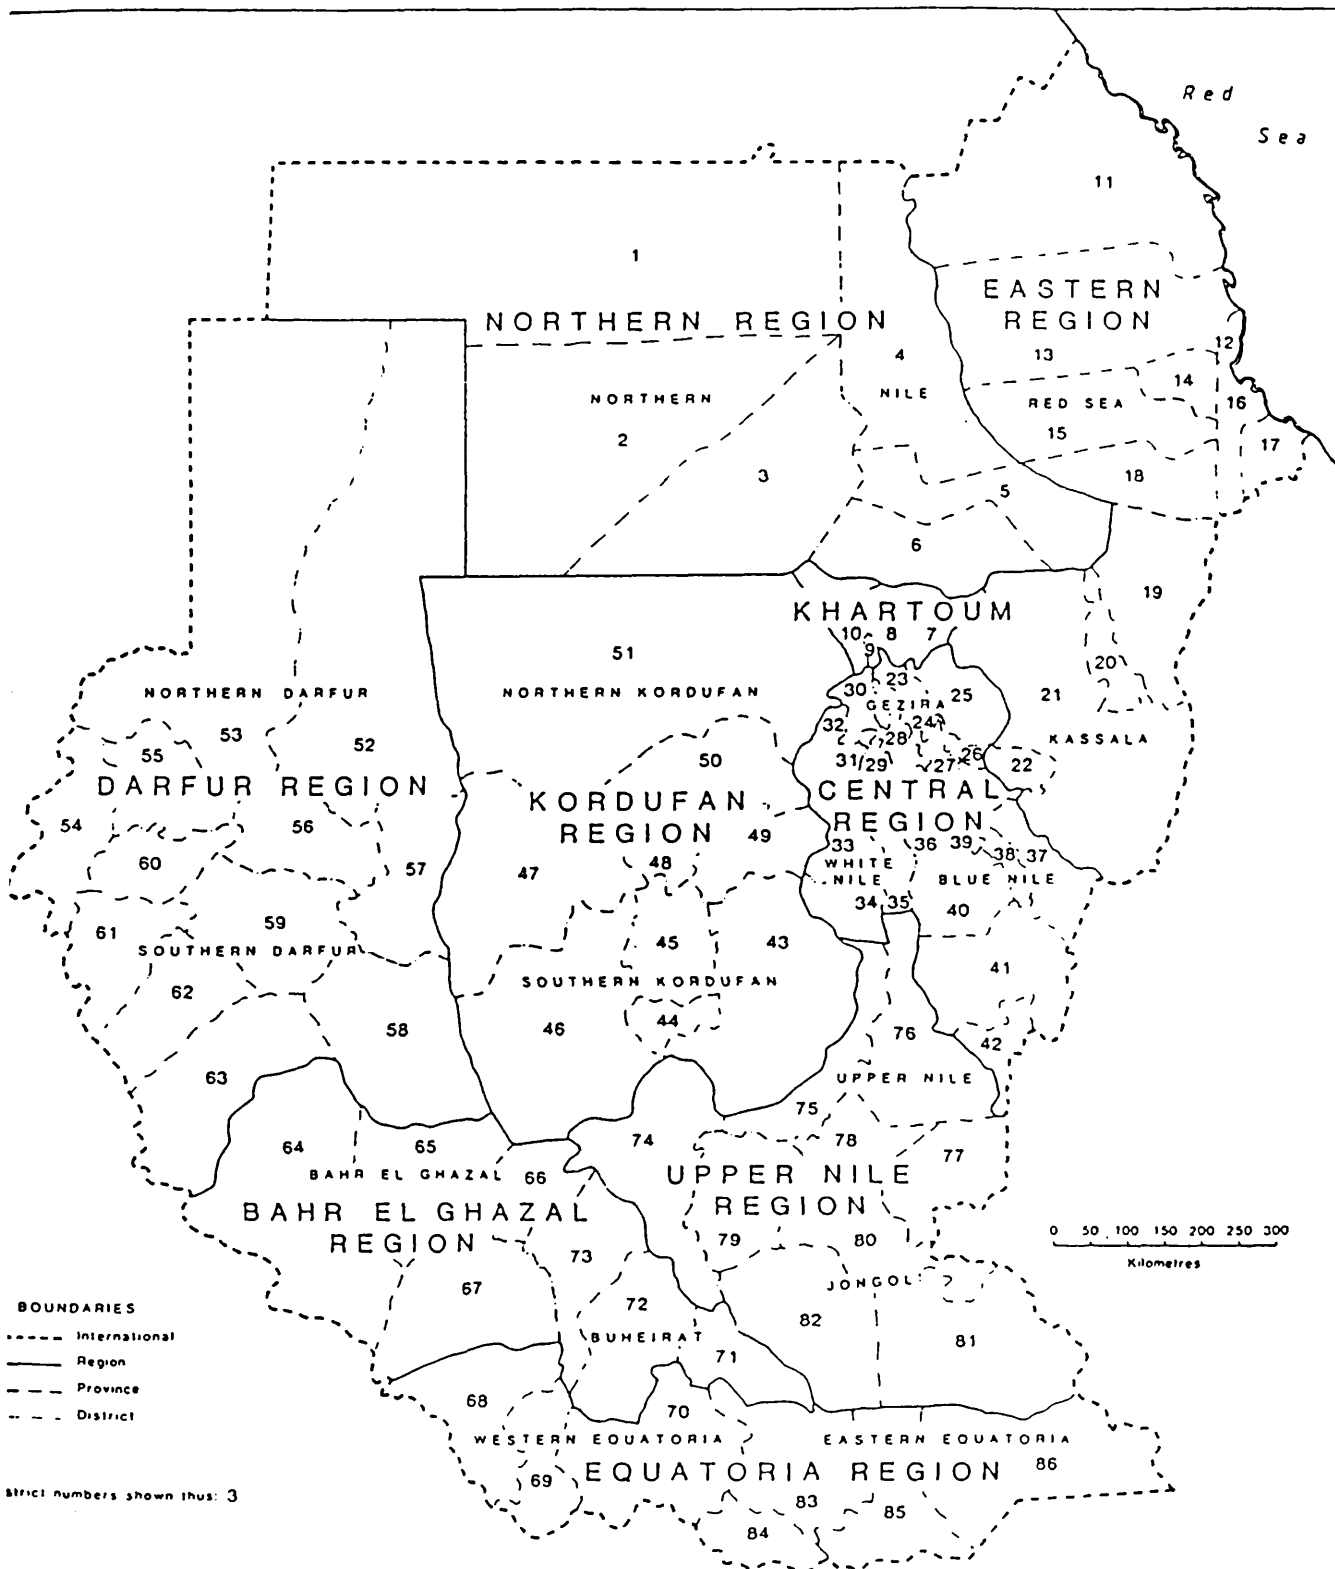 Red
Sea
11
1
EASTERN
REGION
NORTHERN REGION
12
4
13
14
NORTHERN
NILE
RED SEA
16
2
15
17
3
18
5
6
19
KHARTOUM
10
8
7
9
51
20
30
23
NORTHERN DARFUR
NORTHERN KORDUFAN
25
21
GEZIRA
32
24
53
28
KASSALA
52
55
50
31
29
27
26
22
DARFUR REGION
CENTRAL
KORDUFAN
REGION
REGION
54
56
49
33
36
39
38
37
60
48
WHITE
57
47
NILE
BLUE NILE
34
35
40
61
59
45
43
SOUTHERN DARFUR
41
62
SOUTHERN KORDUFAN
44
58
46
76
42
63
UPPER NILE
75
64
65
74
78
77
BAHR EL GHAZAL
66
UPPER NILE
REGION
BAHR EL GHAZAL
REGION
79
80
0 50 100 150 200 250 300
Kilometres
73
JONGOL
67
72
82
81
BUHEIRAT
71
BOUNDARIES
International
Region
Province
District
68
70
WESTERN EQUATORIA
EASTERN EQUATORIA
69
EQUATORIA REGION
86
strict numbers shown thus: 3
83
85
84